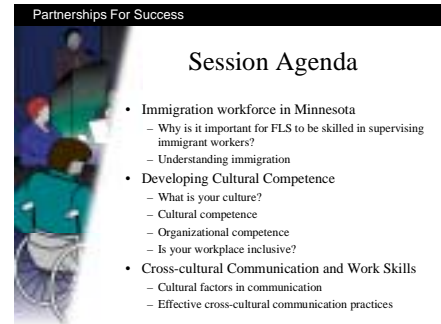 Partnerships For Success
Session Agenda
• Immigration workforce in Minnesota
– Why is it important for FLS to be skilled in supervising
immigrant workers?
– Understanding immigration
• Developing Cultural Competence
– What is your culture?
– Cultural competence
– Organizational competence
– Is your workplace inclusive?
• Cross-cultural Communication and Work Skills
– Cultural factors in communication
– Effective cross-cultural communication practices